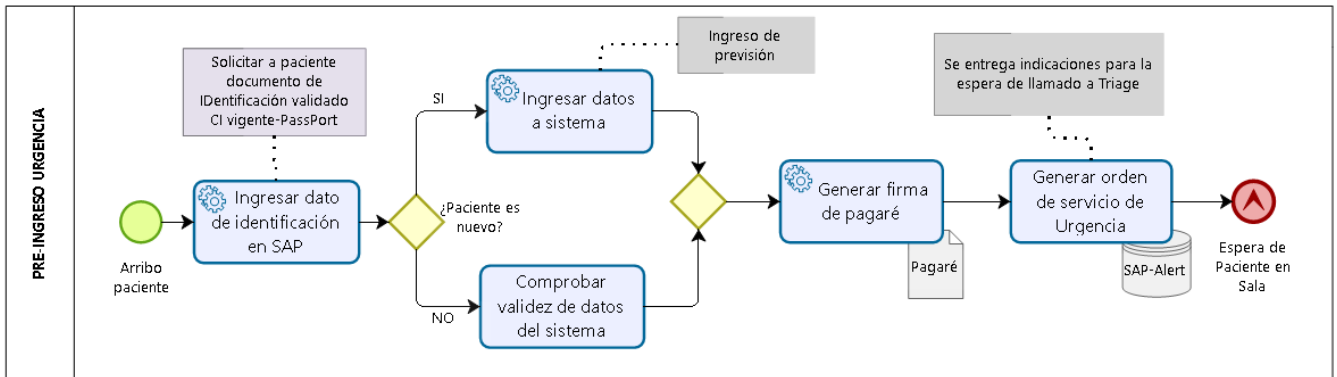 PRE-INGRESO URGENCIA
Arribo
paciente
Solicitar a paciente
documento de
IDentificación validado
CI vigente-PassPort
Ingresar dato
de identificación
en SAP
¿Paciente es
nuevo?
SI
NO
Ingresar datos
a sistema
Ingreso de
previsión
Comprobar
validez de datos
del sistema
Generar firma
de pagaré
Pagaré
Se entrega indicaciones para la
espera de llamado a Triage
Generar orden
de servicio de
Urgencia
SAP-Alert
Espera de
Paciente en
Sala